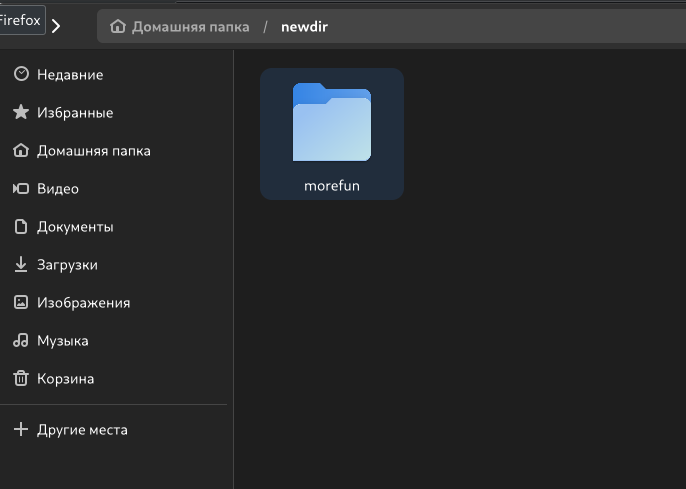 Firefox
Домашняя папка / newdir
Недавние
Избранные
Домашняя папка
Видео
Документы
Загрузки
Изображения
Музыка
Корзина
Другие места
morefun